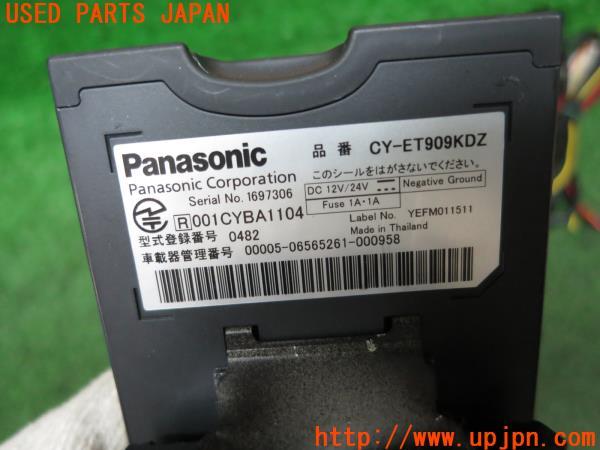 USED PARTS JAPAN
Panasonic 品 番 CY-ET909KDZ
Panasonic Corporation このシールをはがさないでください。
Serial No. 1697306 DC 12V/24V Negative Ground
R 001CYBA1104 Fuse 1A・1A
型式登録番号 0482 Label No. YEFM011511
車載器管理番号 00005-06565261-000958 Made in Thailand
http://www.upjpn.com